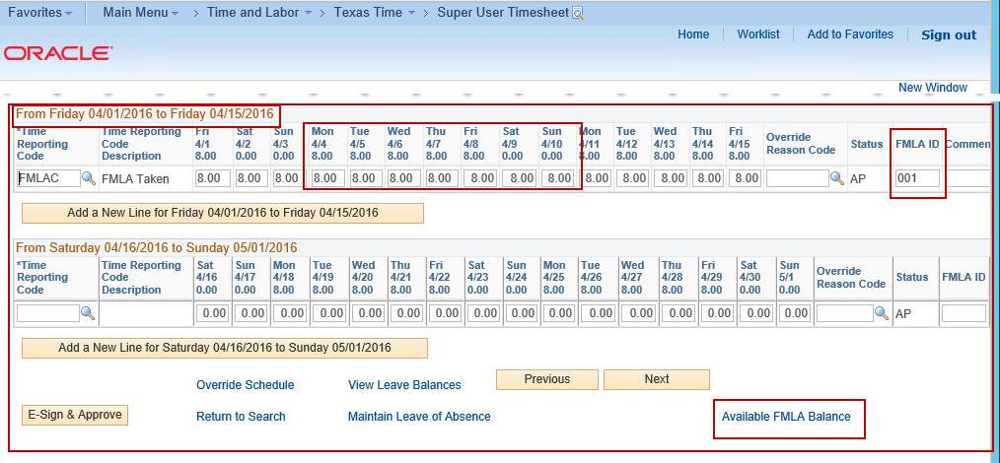 Favorites Main Menu > Time and Labor > Texas Time > Super User Timesheet
Home Worklist Add to Favorites Sign out
ORACLE
New Window
From Friday 04/01/2016 to Friday 04/15/2016
*Time Reporting Code Time Reporting Code Description Fri 4/1 8.00 Sat 4/2 0.00 Sun 4/3 0.00 Mon 4/4 8.00 Tue 4/5 8.00 Wed 4/6 8.00 Thu 4/7 8.00 Fri 4/8 8.00 Sat 4/9 0.00 Sun 4/10 0.00 Mon 4/11 8.00 Tue 4/12 8.00 Wed 4/13 8.00 Thu 4/14 8.00 Fri 4/15 8.00 Override Reason Code Status FMLA ID Commen
FMLAC FMLA Taken 8.00 8.00 8.00 8.00 8.00 8.00 8.00 8.00 8.00 8.00 8.00 8.00 8.00 8.00 8.00 AP 001
Add a New Line for Friday 04/01/2016 to Friday 04/15/2016
From Saturday 04/16/2016 to Sunday 05/01/2016
*Time Reporting Code Time Reporting Code Description Sat 4/16 0.00 Sun 4/17 0.00 Mon 4/18 8.00 Tue 4/19 8.00 Wed 4/20 8.00 Thu 4/21 8.00 Fri 4/22 8.00 Sat 4/23 0.00 Sun 4/24 0.00 Mon 4/25 8.00 Tue 4/26 8.00 Wed 4/27 8.00 Thu 4/28 8.00 Fri 4/29 8.00 Sat 4/30 0.00 Sun 5/1 0.00 Override Reason Code Status FMLA ID
0.00 0.00 0.00 0.00 0.00 0.00 0.00 0.00 0.00 0.00 0.00 0.00 0.00 0.00 0.00 0.00 AP
Add a New Line for Saturday 04/16/2016 to Sunday 05/01/2016
Override Schedule View Leave Balances Previous Next
E-Sign & Approve Return to Search Maintain Leave of Absence Available FMLA Balance